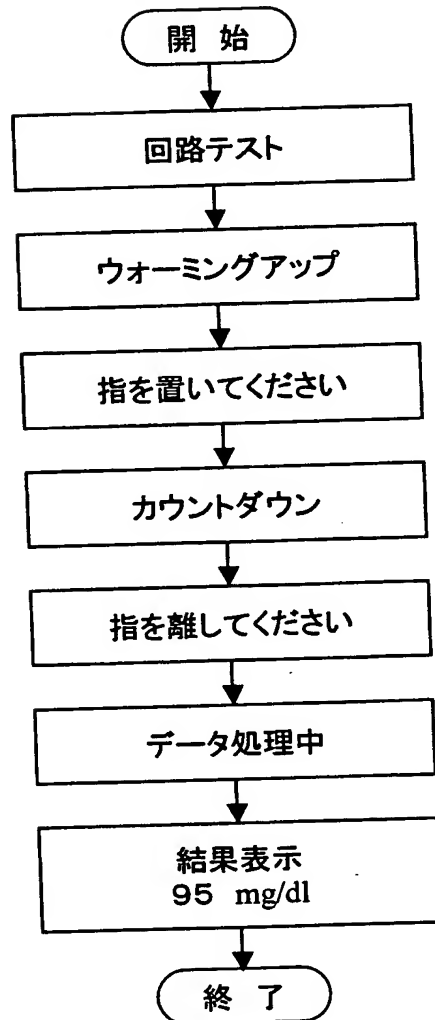 開 始
回路テスト
ウォーミングアップ
指を置いてください
カウントダウン
指を離してください
データ処理中
結果表示
95 mg/dl
終 了